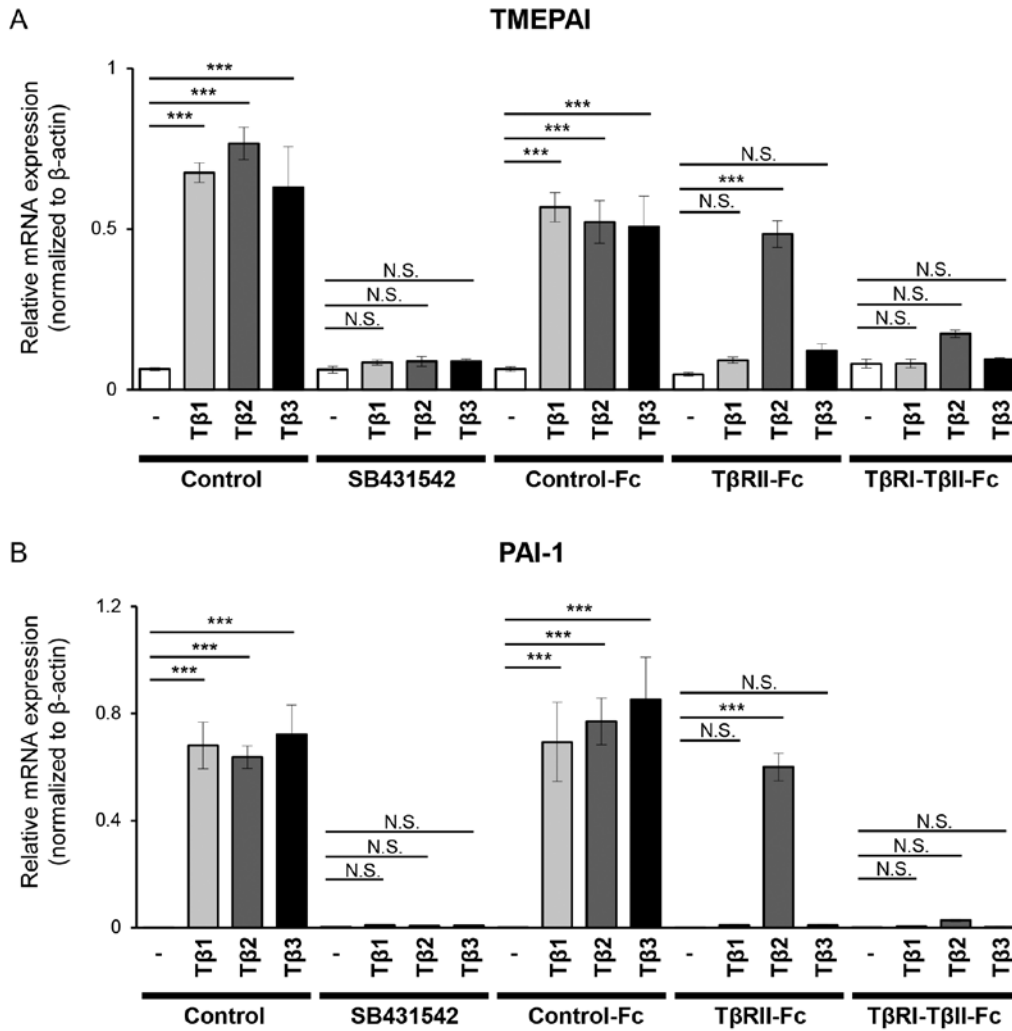 A
TMEPAI
Relative mRNA expression
(normalized to β-actin)
1
0.5
0
***
***
***
N.S.
N.S.
N.S.
***
***
***
N.S.
***
N.S.
N.S.
N.S.
N.S.
- Tβ1 Tβ2 Tβ3 - Tβ1 Tβ2 Tβ3 - Tβ1 Tβ2 Tβ3 - Tβ1 Tβ2 Tβ3 - Tβ1 Tβ2 Tβ3
Control SB431542 Control-Fc TβRII-Fc TβRI-TβII-Fc
B
PAI-1
Relative mRNA expression
(normalized to β-actin)
1.2
0.8
0.4
0
***
***
***
N.S.
N.S.
N.S.
***
***
***
N.S.
***
N.S.
N.S.
N.S.
N.S.
- Tβ1 Tβ2 Tβ3 - Tβ1 Tβ2 Tβ3 - Tβ1 Tβ2 Tβ3 - Tβ1 Tβ2 Tβ3 - Tβ1 Tβ2 Tβ3
Control SB431542 Control-Fc TβRII-Fc TβRI-TβII-Fc